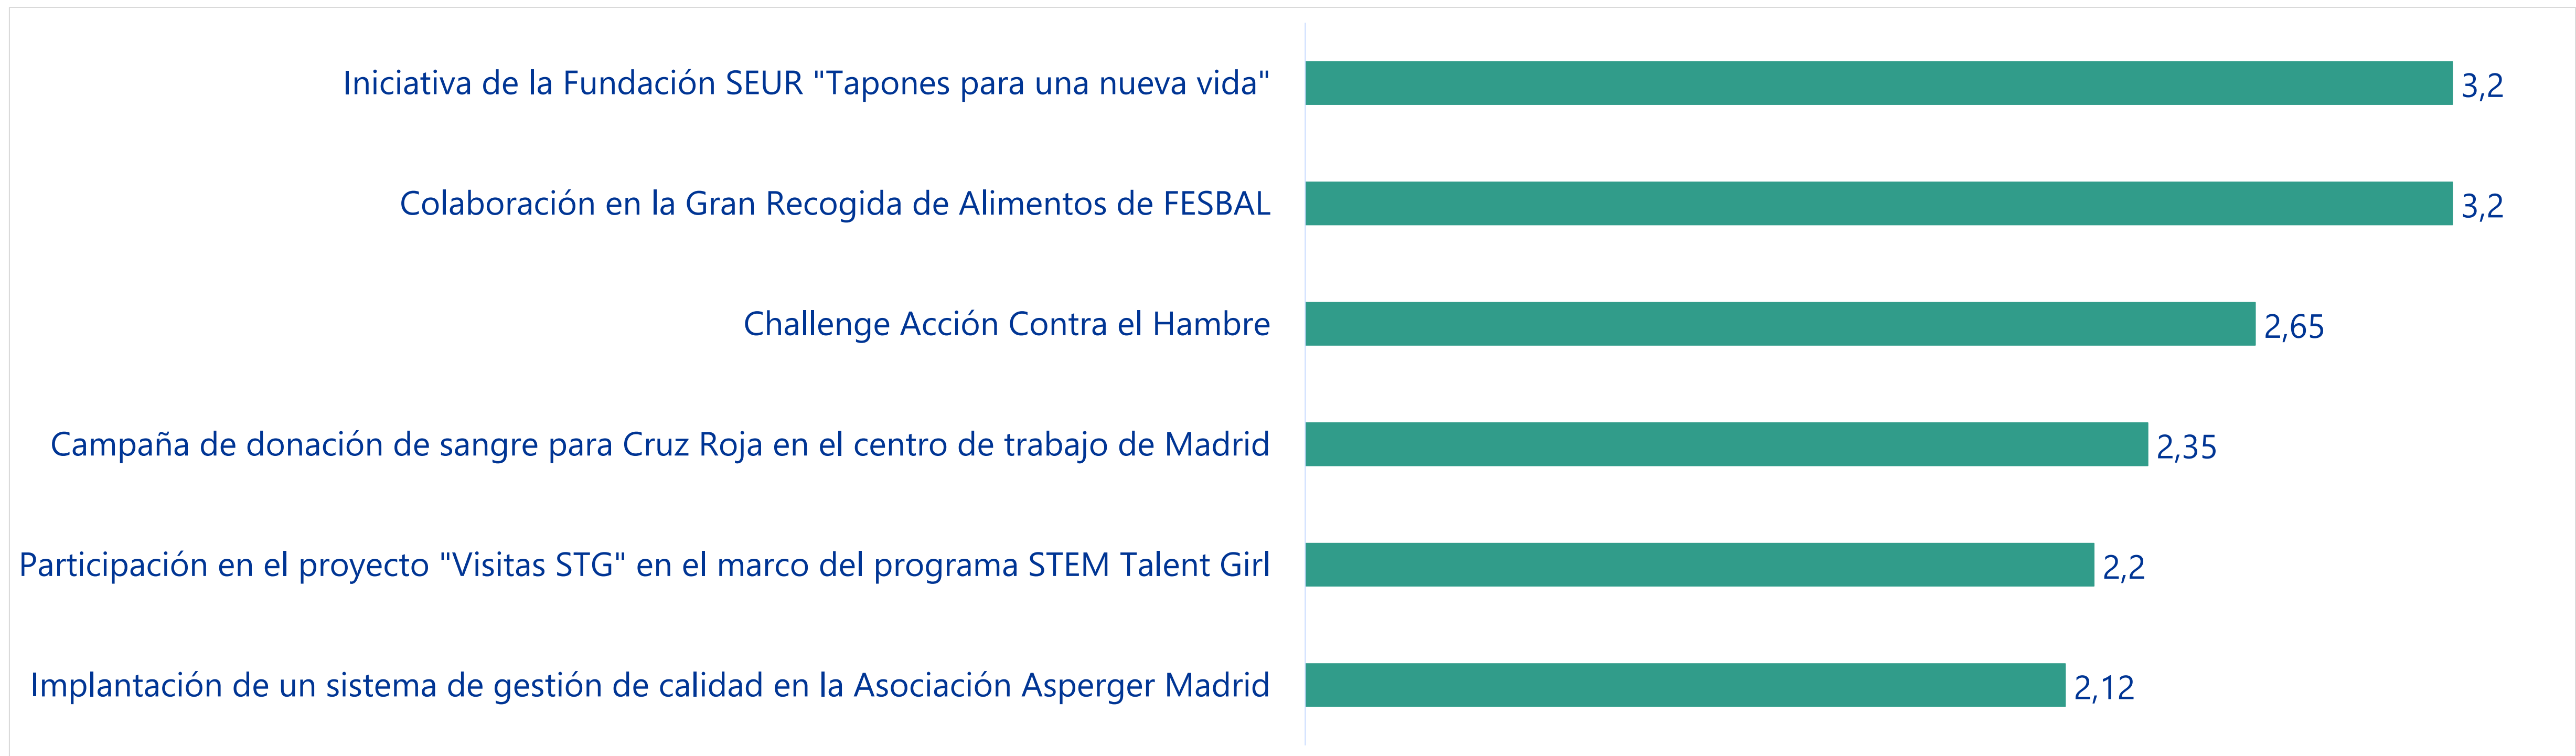 Iniciativa de la Fundación SEUR "Tapones para una nueva vida" 3,2
Colaboración en la Gran Recogida de Alimentos de FESBAL 3,2
Challenge Acción Contra el Hambre 2,65
Campaña de donación de sangre para Cruz Roja en el centro de trabajo de Madrid 2,35
Participación en el proyecto "Visitas STG" en el marco del programa STEM Talent Girl 2,2
Implantación de un sistema de gestión de calidad en la Asociación Asperger Madrid 2,12